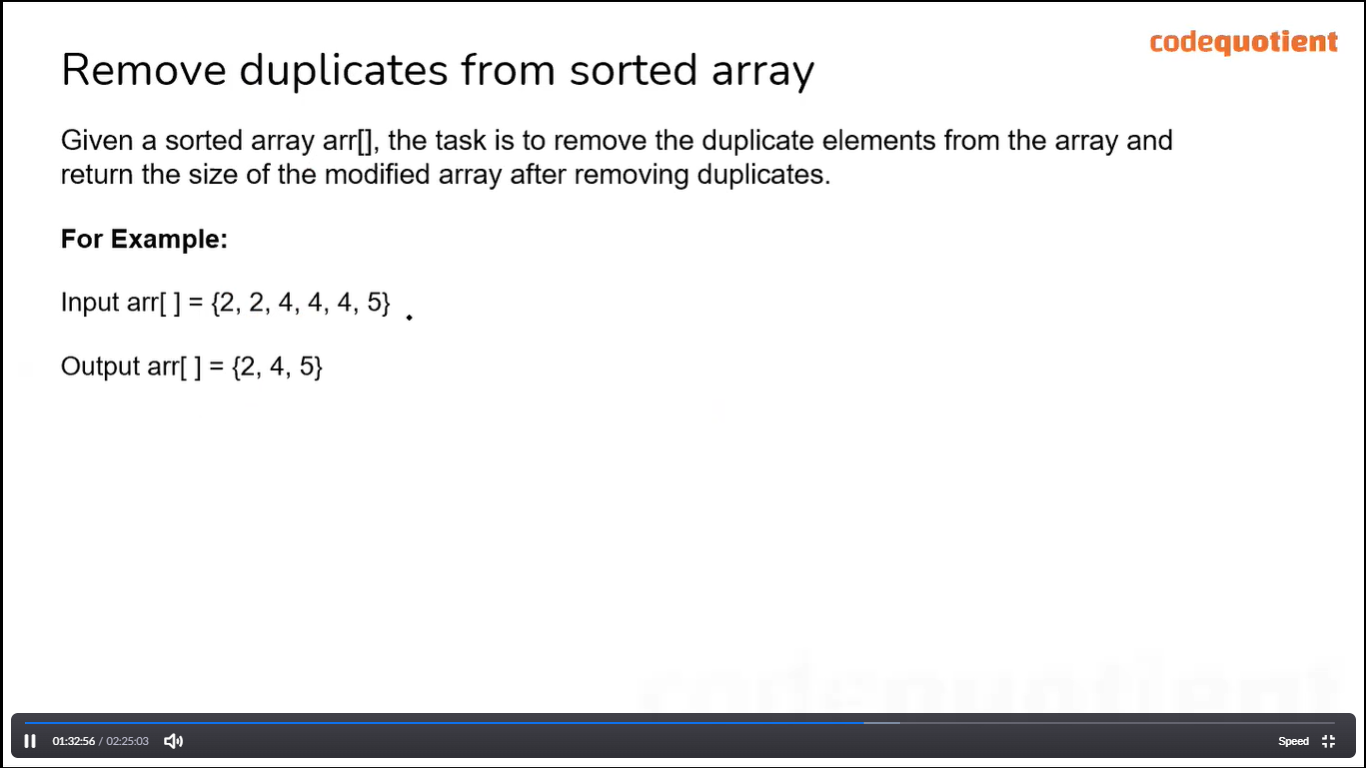 codequotient
Remove duplicates from sorted array
Given a sorted array arr[], the task is to remove the duplicate elements from the array and
return the size of the modified array after removing duplicates.
For Example:
Input arr[ ] = {2, 2, 4, 4, 4, 5}
Output arr[ ] = {2, 4, 5}
01:32:56 / 02:25:03
Speed